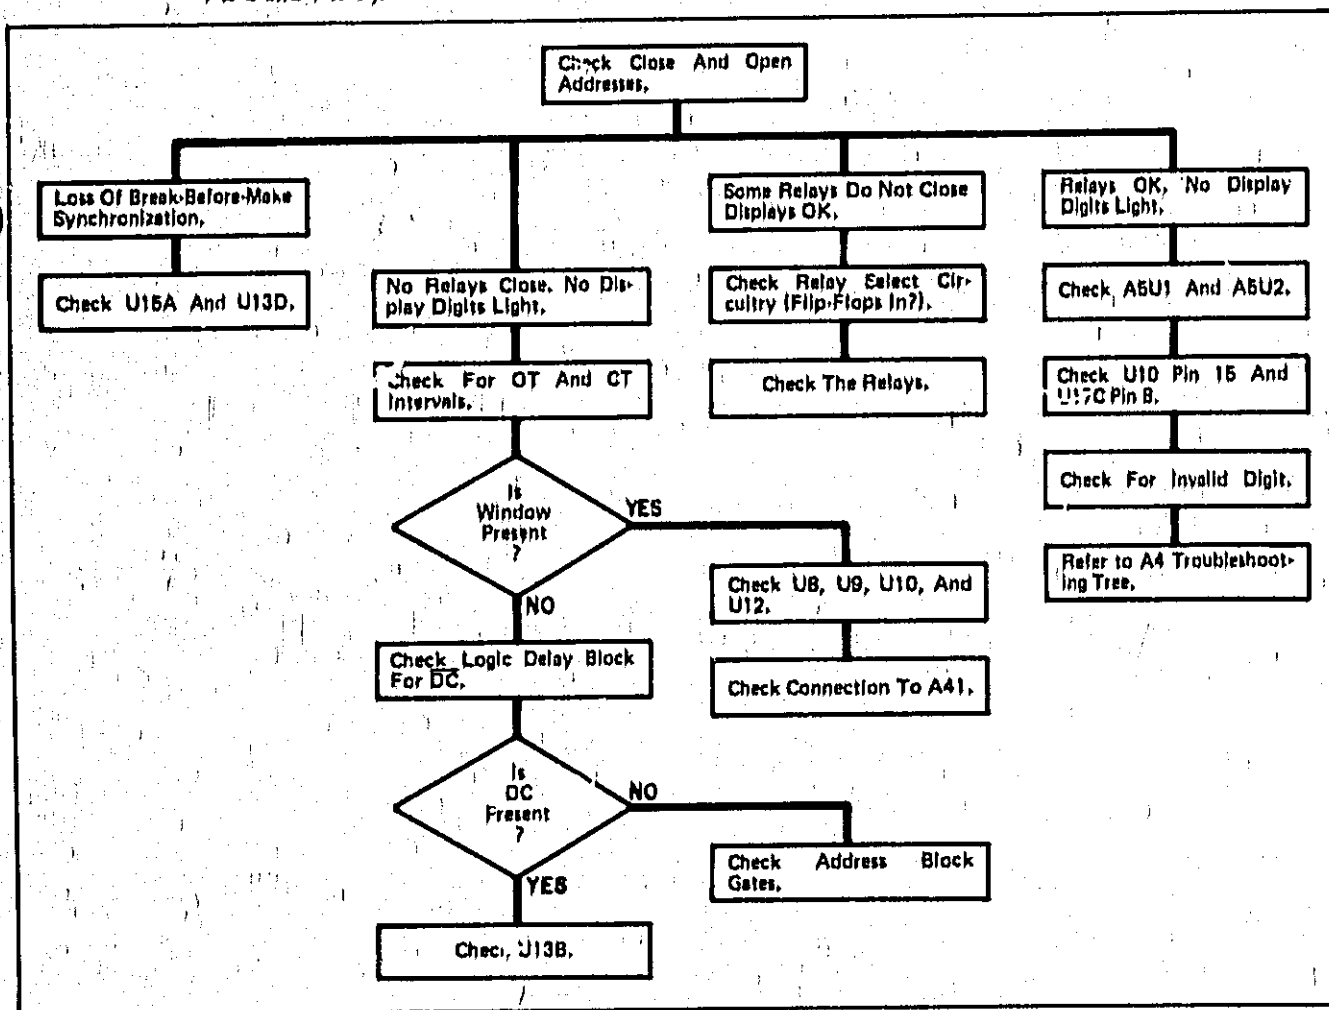 Check Close And Open
Addresses.
Loss Of Break-Before-Make
Synchronization.
Check U15A And U13D.
No Relays Close. No Dis-
play Digits Light.
Check For OT And CT
Intervals.
Is
Window
Present
?
YES
NO
Check Logic Delay Block
For DC.
Is
DC
Present
?
NO
YES
Check U13B.
Some Relays Do Not Close
Displays OK.
Check Relay Select Cir-
cuitry (Flip-Flops In?).
Check The Relays.
Check U8, U9, U10, And
U12.
Check Connection To A41.
Check Address Block
Gates.
Relays OK, No Display
Digits Light.
Check A5U1 And A5U2.
Check U10 Pin 15 And
U17C Pin 8.
Check For Invalid Digit.
Refer to A4 Troubleshoot-
ing Tree.